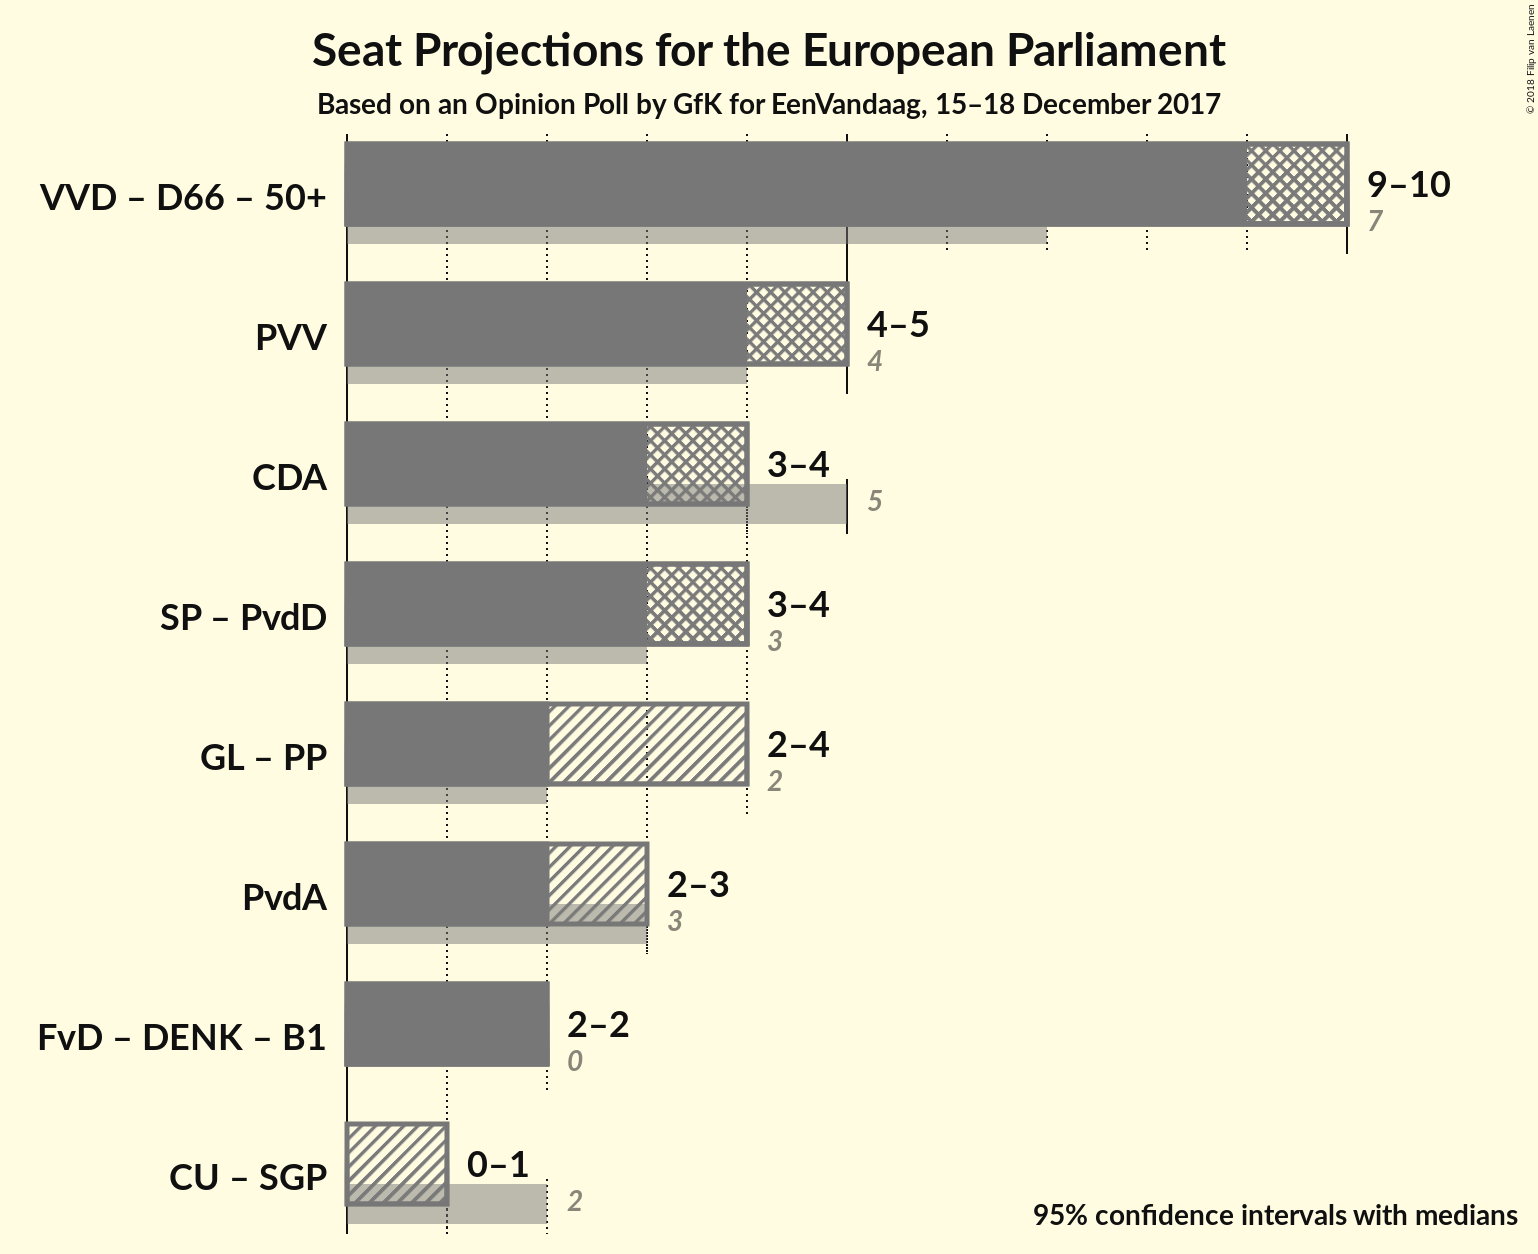 Seat Projections for the European Parliament
Based on an Opinion Poll by GfK for EenVandaag, 15–18 December 2017
© 2018 Filip van Laenen
VVD – D66 – 50+
9–10
7
PVV
4–5
4
CDA
3–4
5
SP – PvdD
3–4
3
GL – PP
2–4
2
PvdA
2–3
3
FvD – DENK – B1
2–2
0
CU – SGP
0–1
2
95% confidence intervals with medians